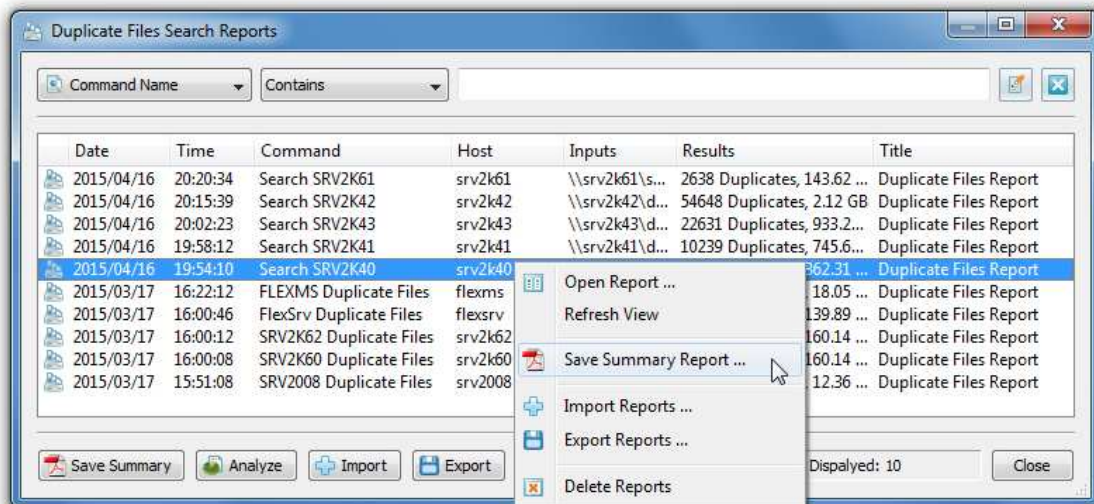 Duplicate Files Search Reports
Command Name Contains
Date Time Command Host Inputs Results Title
2015/04/16 20:20:34 Search SRV2K61 srv2k61 \\srv2k61\s... 2638 Duplicates, 143.62 ... Duplicate Files Report
2015/04/16 20:15:39 Search SRV2K42 srv2k42 \\srv2k42\d... 54648 Duplicates, 2.12 GB Duplicate Files Report
2015/04/16 20:02:23 Search SRV2K43 srv2k43 \\srv2k43\d... 22631 Duplicates, 933.2... Duplicate Files Report
2015/04/16 19:58:12 Search SRV2K41 srv2k41 \\srv2k41\d... 10239 Duplicates, 745.6... Duplicate Files Report
2015/04/16 19:54:10 Search SRV2K40 srv2k40 362.31 ... Duplicate Files Report
2015/03/17 16:22:12 FLEXMS Duplicate Files flexms 18.05 ... Duplicate Files Report
2015/03/17 16:00:46 FlexSrv Duplicate Files flexsrv 139.89 ... Duplicate Files Report
2015/03/17 16:00:12 SRV2K62 Duplicate Files srv2k62 160.14 ... Duplicate Files Report
2015/03/17 16:00:08 SRV2K60 Duplicate Files srv2k60 160.14 ... Duplicate Files Report
2015/03/17 15:51:08 SRV2008 Duplicate Files srv2008 12.36 ... Duplicate Files Report
Open Report ...
Refresh View
Save Summary Report ...
Import Reports ...
Export Reports ...
Delete Reports
Save Summary Analyze Import Export Dispalyed: 10 Close